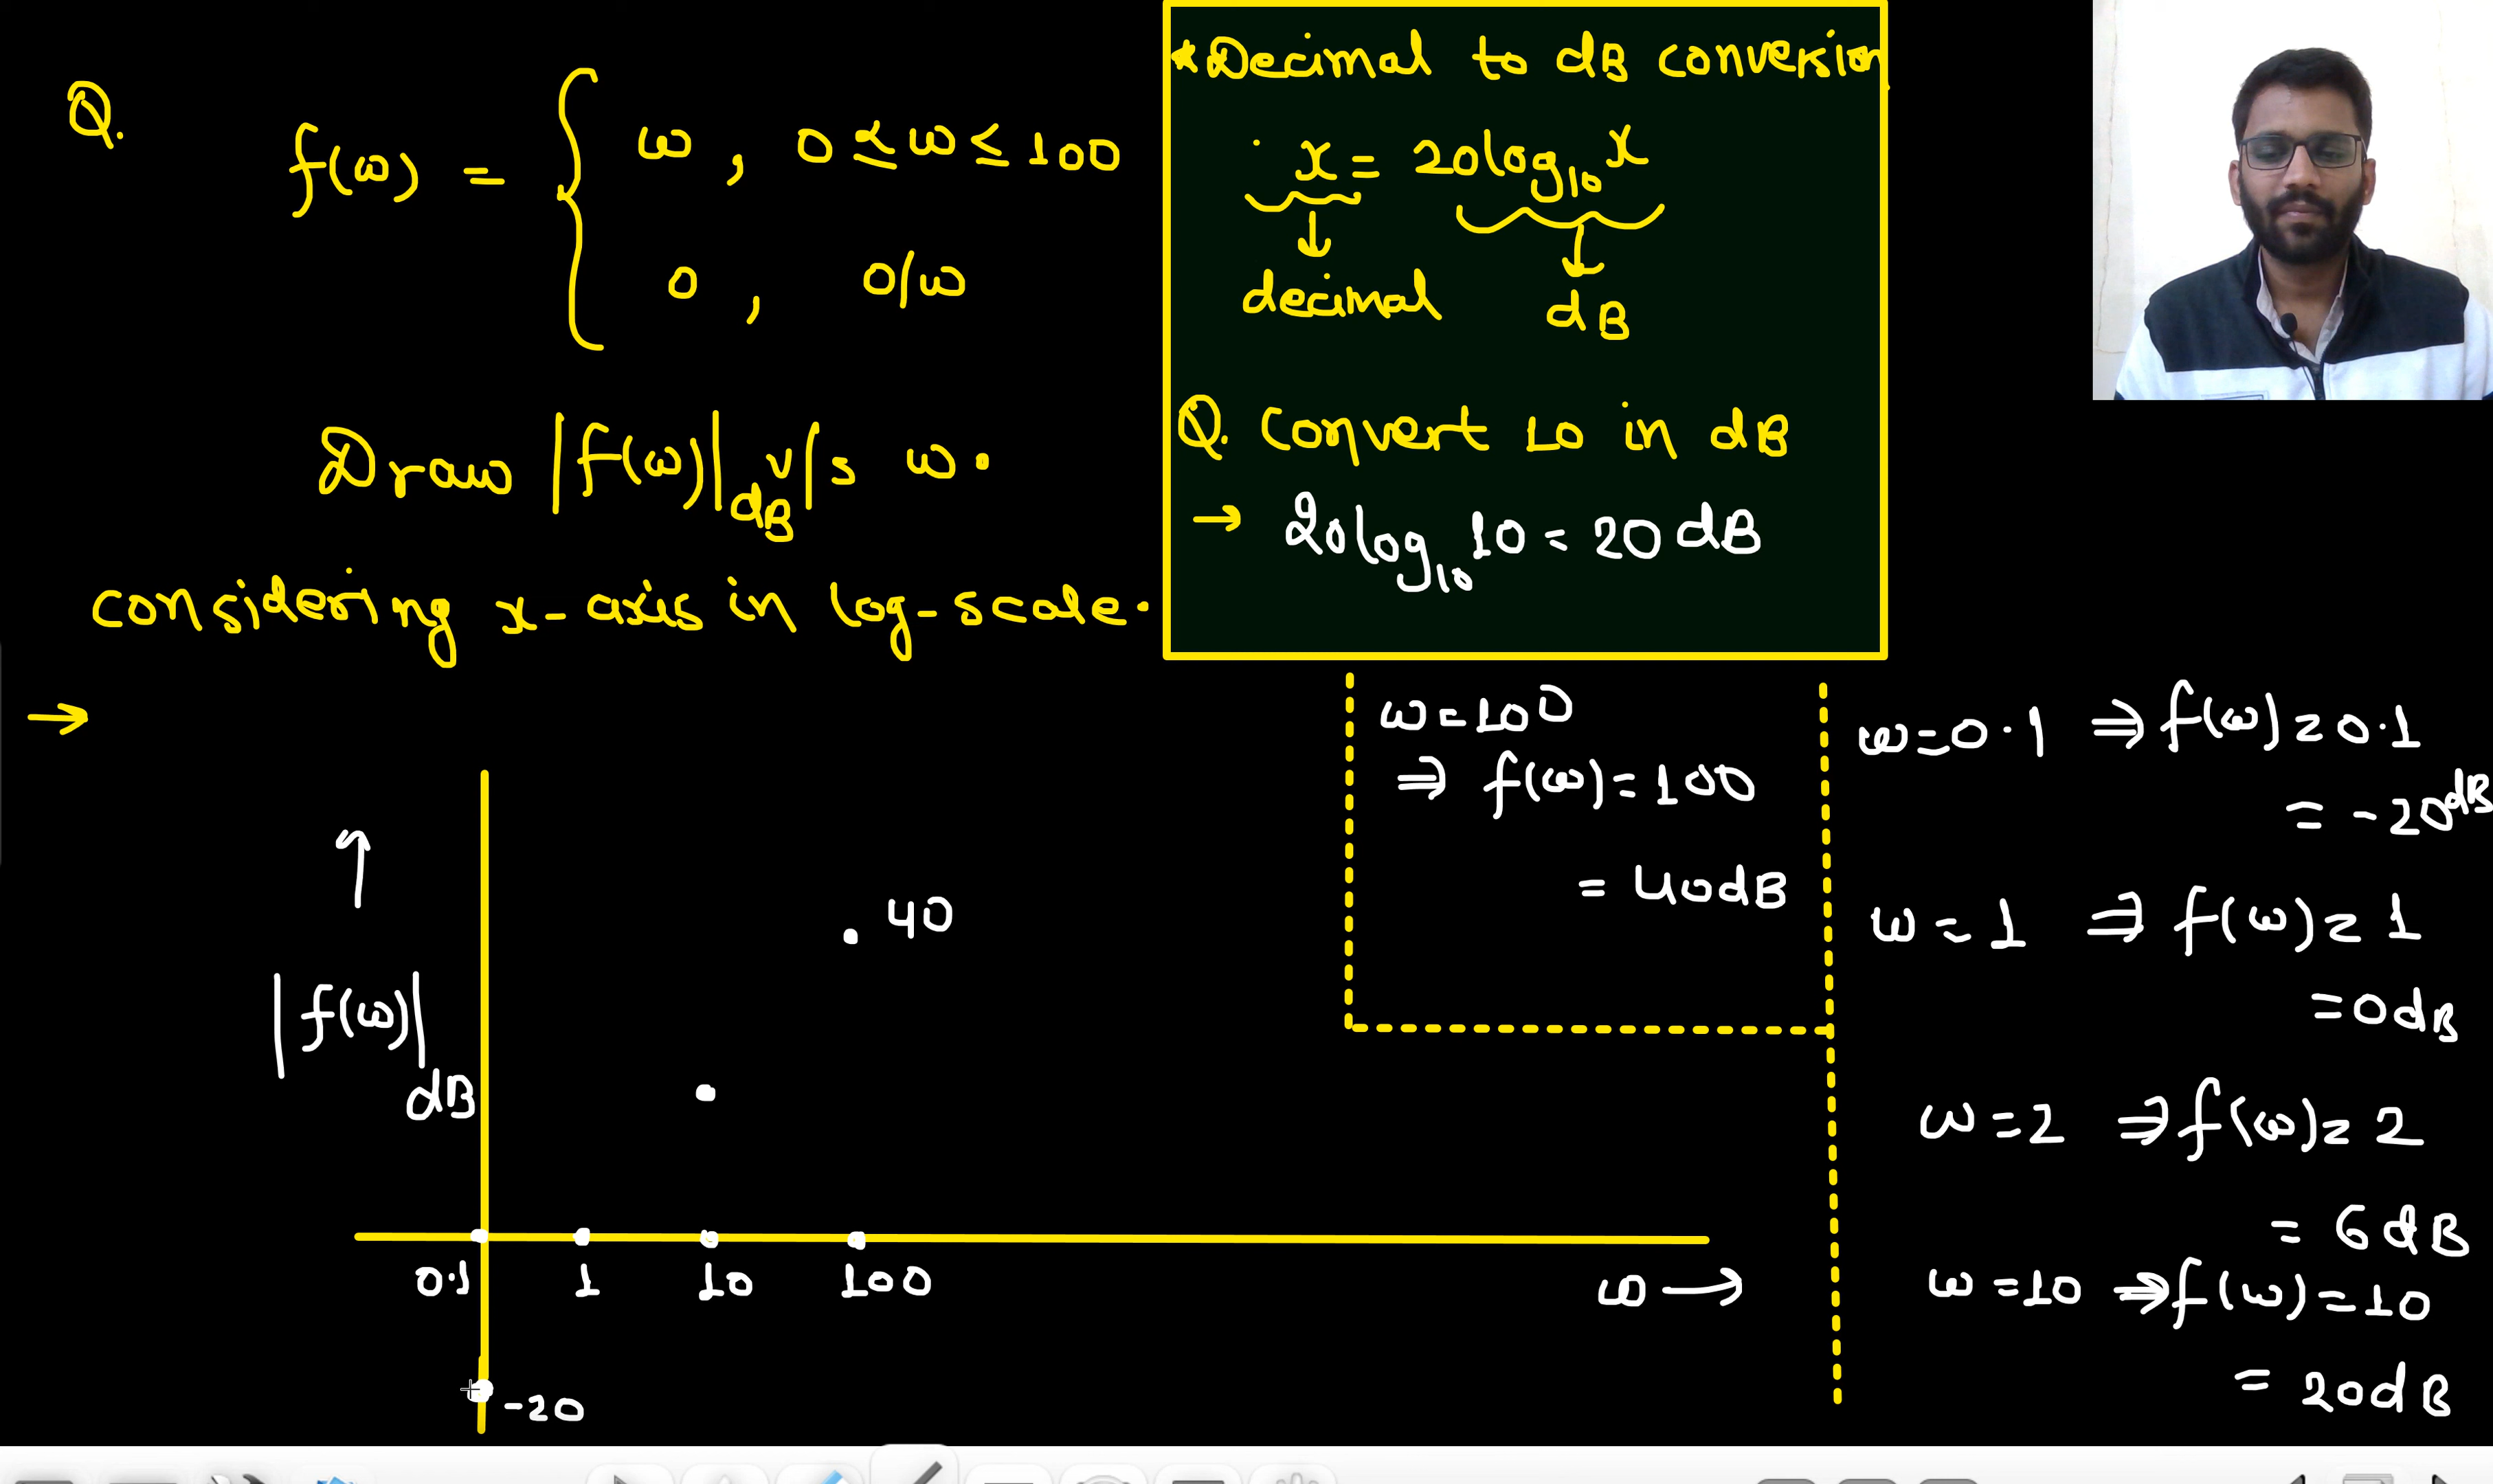 Q. f(ω) = { ω , 0 ≤ ω ≤ 100
0 , o/ω
Draw |f(ω)|dB v/s ω.
considering x-axis in log-scale.
→
* Decimal to dB conversion
x = 20log₁₀ x
decimal dB
Q. Convert 10 in dB
→ 20log₁₀ 10 = 20 dB
ω=100
⇒ f(ω)=100
= 40dB
ω=0.1 ⇒ f(ω)=0.1
= -20dB
ω=1 ⇒ f(ω)=1
=0dB
ω=2 ⇒ f(ω)=2
= 6dB
ω=10 ⇒ f(ω)=10
= 20dB
↑
|f(ω)|dB
40
0.1 1 10 100 ω →
-20